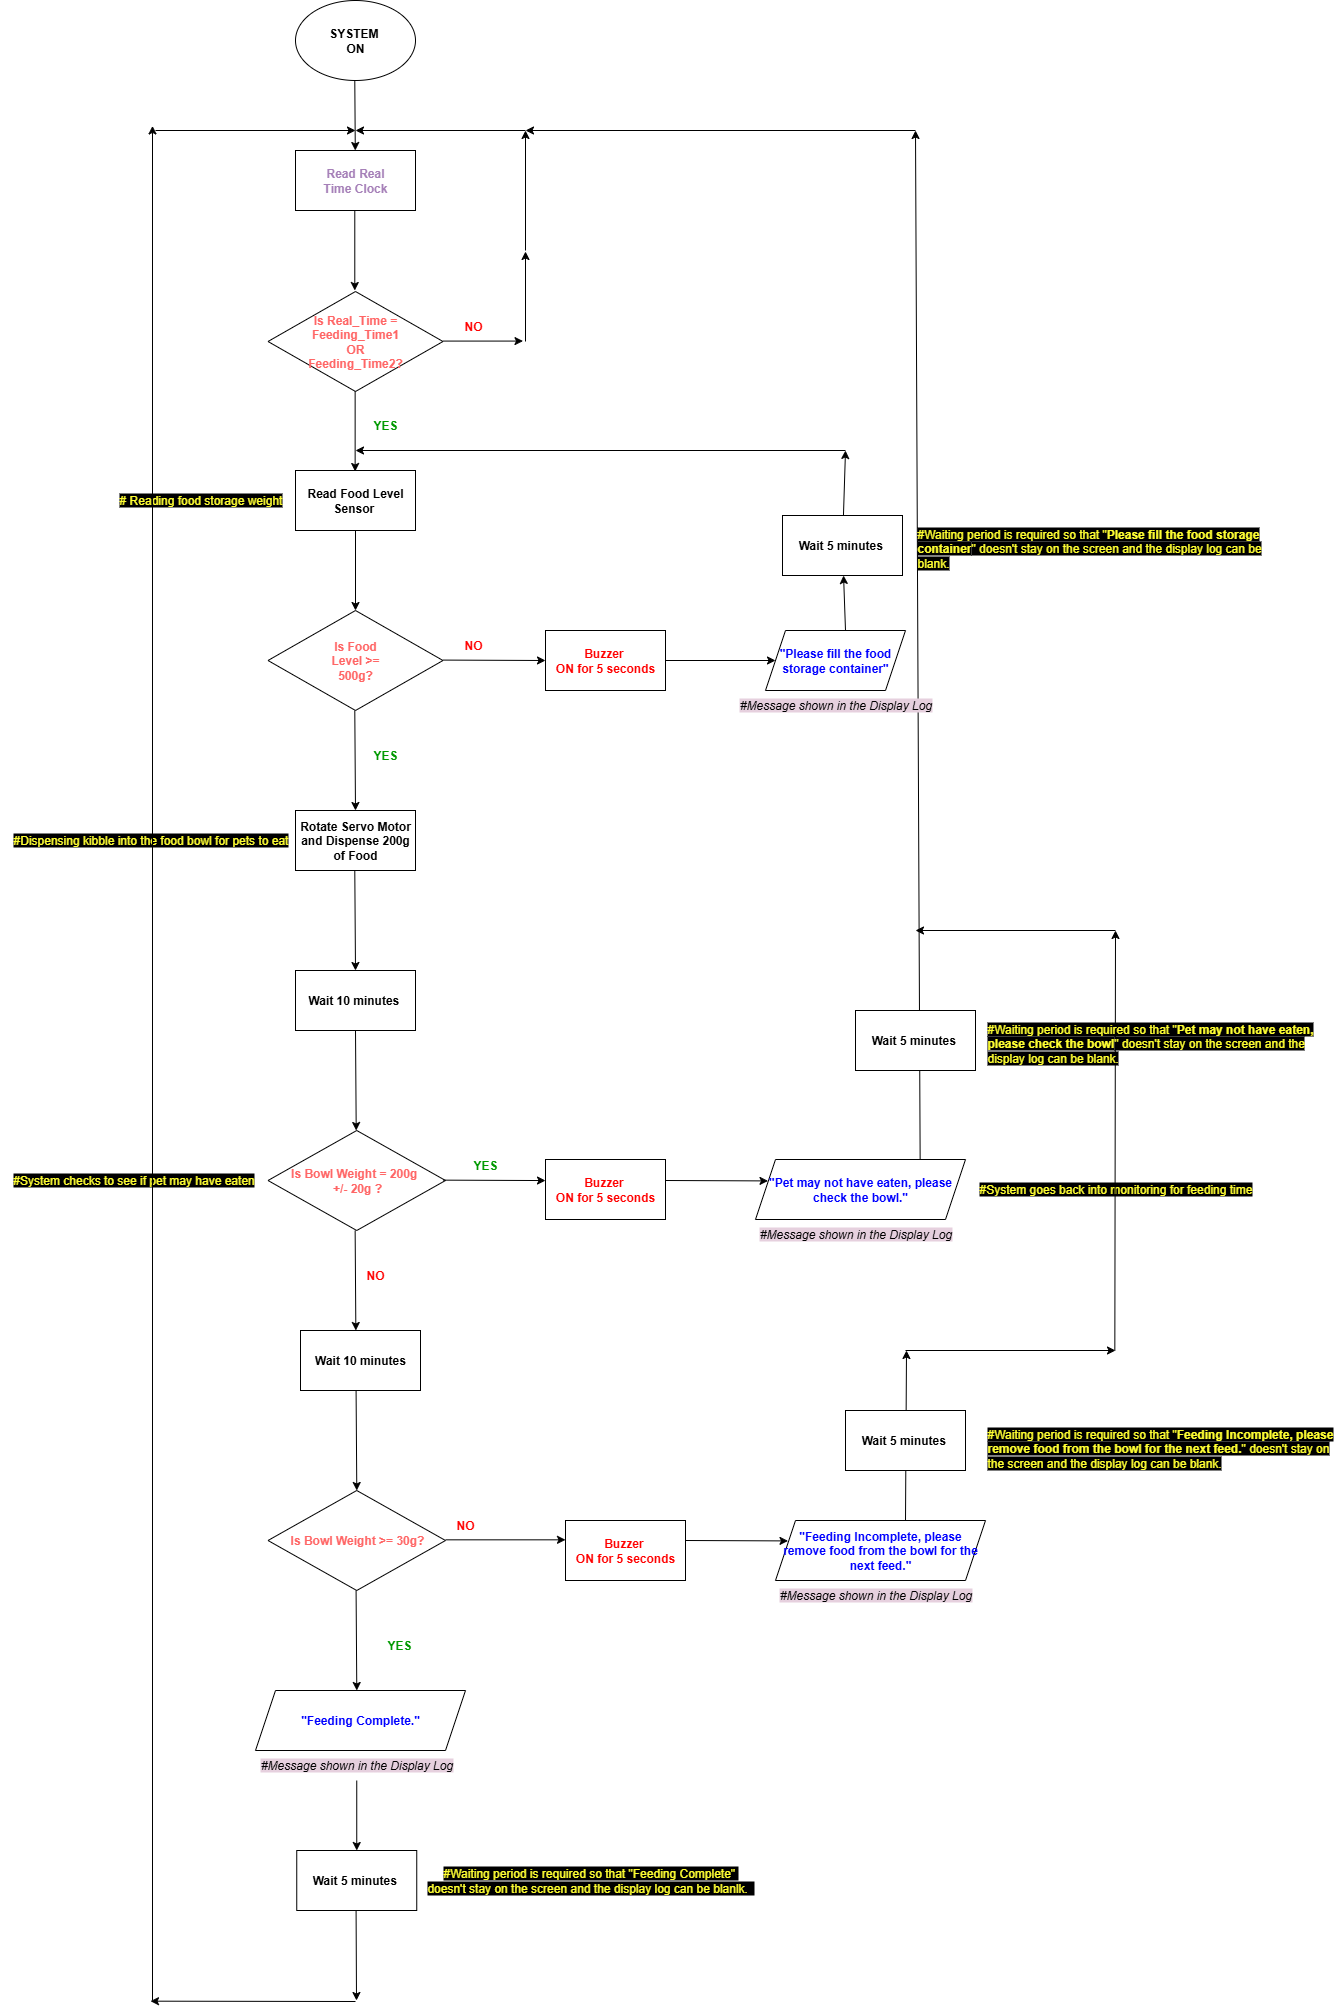 SYSTEM
ON
Read Real
Time Clock
Is Real_Time =
Feeding_Time1
OR
Feeding_Time2?
NO
YES
# Reading food storage weight
Read Food Level
Sensor
Wait 5 minutes
#Waiting period is required so that "Please fill the food storage
container" doesn't stay on the screen and the display log can be
blank.
Is Food
Level >=
500g?
NO
Buzzer
ON for 5 seconds
"Please fill the food
storage container"
#Message shown in the Display Log
YES
#Dispensing kibble into the food bowl for pets to eat
Rotate Servo Motor
and Dispense 200g
of Food
Wait 10 minutes
Wait 5 minutes
#Waiting period is required so that "Pet may not have eaten,
please check the bowl" doesn't stay on the screen and the
display log can be blank.
#System checks to see if pet may have eaten
Is Bowl Weight = 200g
+/- 20g ?
YES
Buzzer
ON for 5 seconds
"Pet may not have eaten, please
check the bowl."
#Message shown in the Display Log
#System goes back into monitoring for feeding time
NO
Wait 10 minutes
Wait 5 minutes
#Waiting period is required so that "Feeding Incomplete, please
remove food from the bowl for the next feed." doesn't stay on
the screen and the display log can be blank.
Is Bowl Weight >= 30g?
NO
Buzzer
ON for 5 seconds
"Feeding Incomplete, please
remove food from the bowl for the
next feed."
#Message shown in the Display Log
YES
"Feeding Complete."
#Message shown in the Display Log
Wait 5 minutes
#Waiting period is required so that "Feeding Complete"
doesn't stay on the screen and the display log can be blanlk.